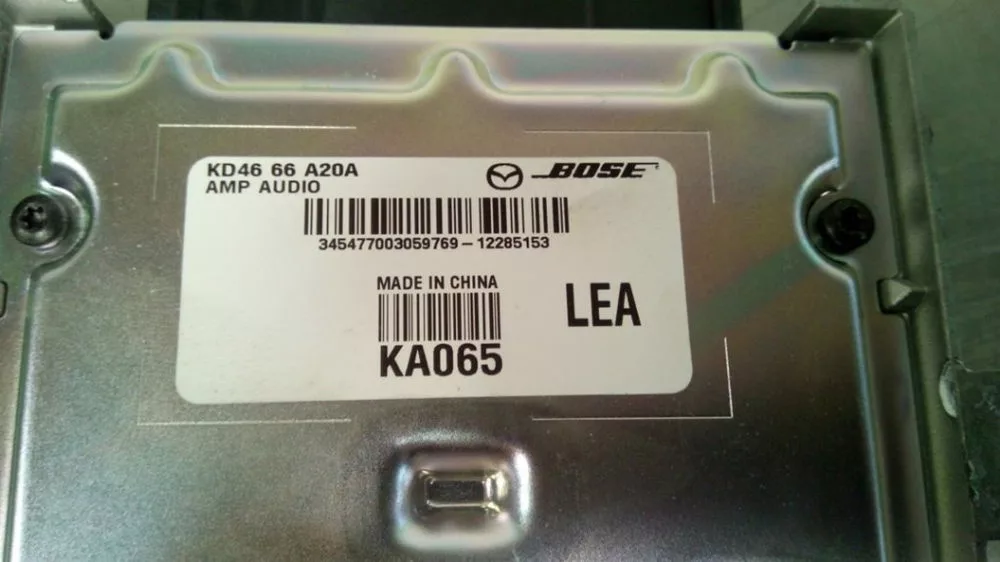 KD46 66 A20A
AMP AUDIO
BOSE
345477003059769-12285153
MADE IN CHINA
LEA
KA065